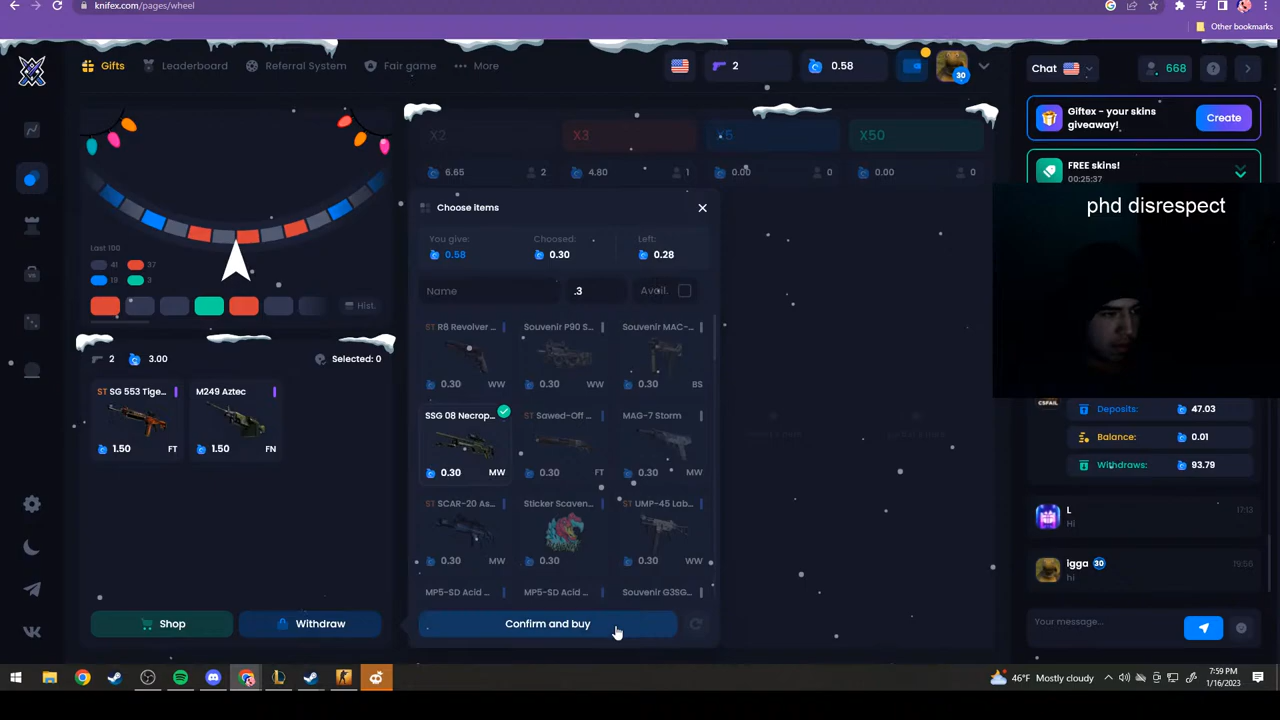 knifex.com/pages/wheel
Other bookmarks
Gifts
Leaderboard
Referral System
Fair game
More
2
0.58
30
Chat
668
X2
X3
X5
X50
6.65
2
4.80
1
0.00
0
0.00
0
Giftex - your skins
giveaway!
Create
FREE skins!
00:25:37
phd disrespect
Last 100
41
37
19
3
Hist.
2
3.00
Selected: 0
ST SG 553 Tige...
1.50
FT
M249 Aztec
1.50
FN
Shop
Withdraw
Choose items
You give:
0.58
Choosed:
0.30
Left:
0.28
Name
.3
Avail.
ST R8 Revolver ...
0.30
WW
Souvenir P90 S...
0.30
WW
Souvenir MAC-...
0.30
BS
SSG 08 Necrop...
0.30
MW
ST Sawed-Off ...
0.30
FT
MAG-7 Storm
0.30
MW
ST SCAR-20 As...
0.30
MW
Sticker Scaven...
0.30
ST UMP-45 Lab...
0.30
WW
MP5-SD Acid ...
MP5-SD Acid ...
Souvenir G3SG...
Confirm and buy
CSFAIL
Deposits:
47.03
Balance:
0.01
Withdraws:
93.79
L
17:13
Hi
igga 30
19:56
hi
Your message...
46°F Mostly cloudy
7:59 PM
1/16/2023